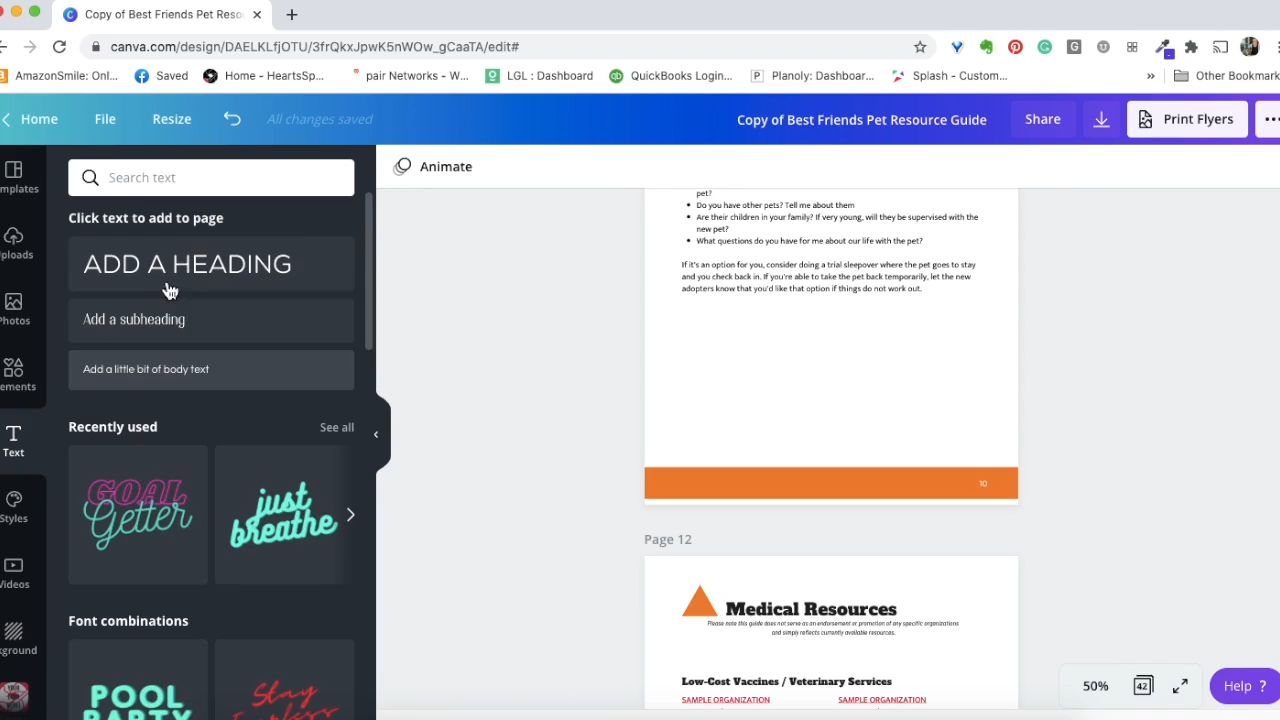 Copy of Best Friends Pet Resou
canva.com/design/DAELKLfjOTU/3frQkxJpwK5nWOw_gCaaTA/edit#
AmazonSmile: Onl...
Saved
Home - HeartsSp...
pair Networks - W...
LGL : Dashboard
QuickBooks Login...
Planoly: Dashboar...
Splash - Custom...
Other Bookmark
Home
File
Resize
All changes saved
Copy of Best Friends Pet Resource Guide
Share
Print Flyers
mplates
ploads
Photos
ements
Text
Styles
Videos
kground
Search text
Click text to add to page
ADD A HEADING
Add a subheading
Add a little bit of body text
Recently used
See all
GOAL
Getter
just
breathe
Font combinations
POOL
Stay
Animate
pet?
Do you have other pets? Tell me about them
Are their children in your family? If very young, will they be supervised with the
new pet?
What questions do you have for me about our life with the pet?
If it's an option for you, consider doing a trial sleepover where the pet goes to stay
and you check back in. If you're able to take the pet back temporarily, let the new
adopters know that you'd like that option if things do not work out.
10
Page 12
Medical Resources
Please note this guide does not serve as an endorsement or promotion of any specific organizations
and simply reflects currently available resources.
Low-Cost Vaccines / Veterinary Services
SAMPLE ORGANIZATION
SAMPLE ORGANIZATION
50%
42
Help ?